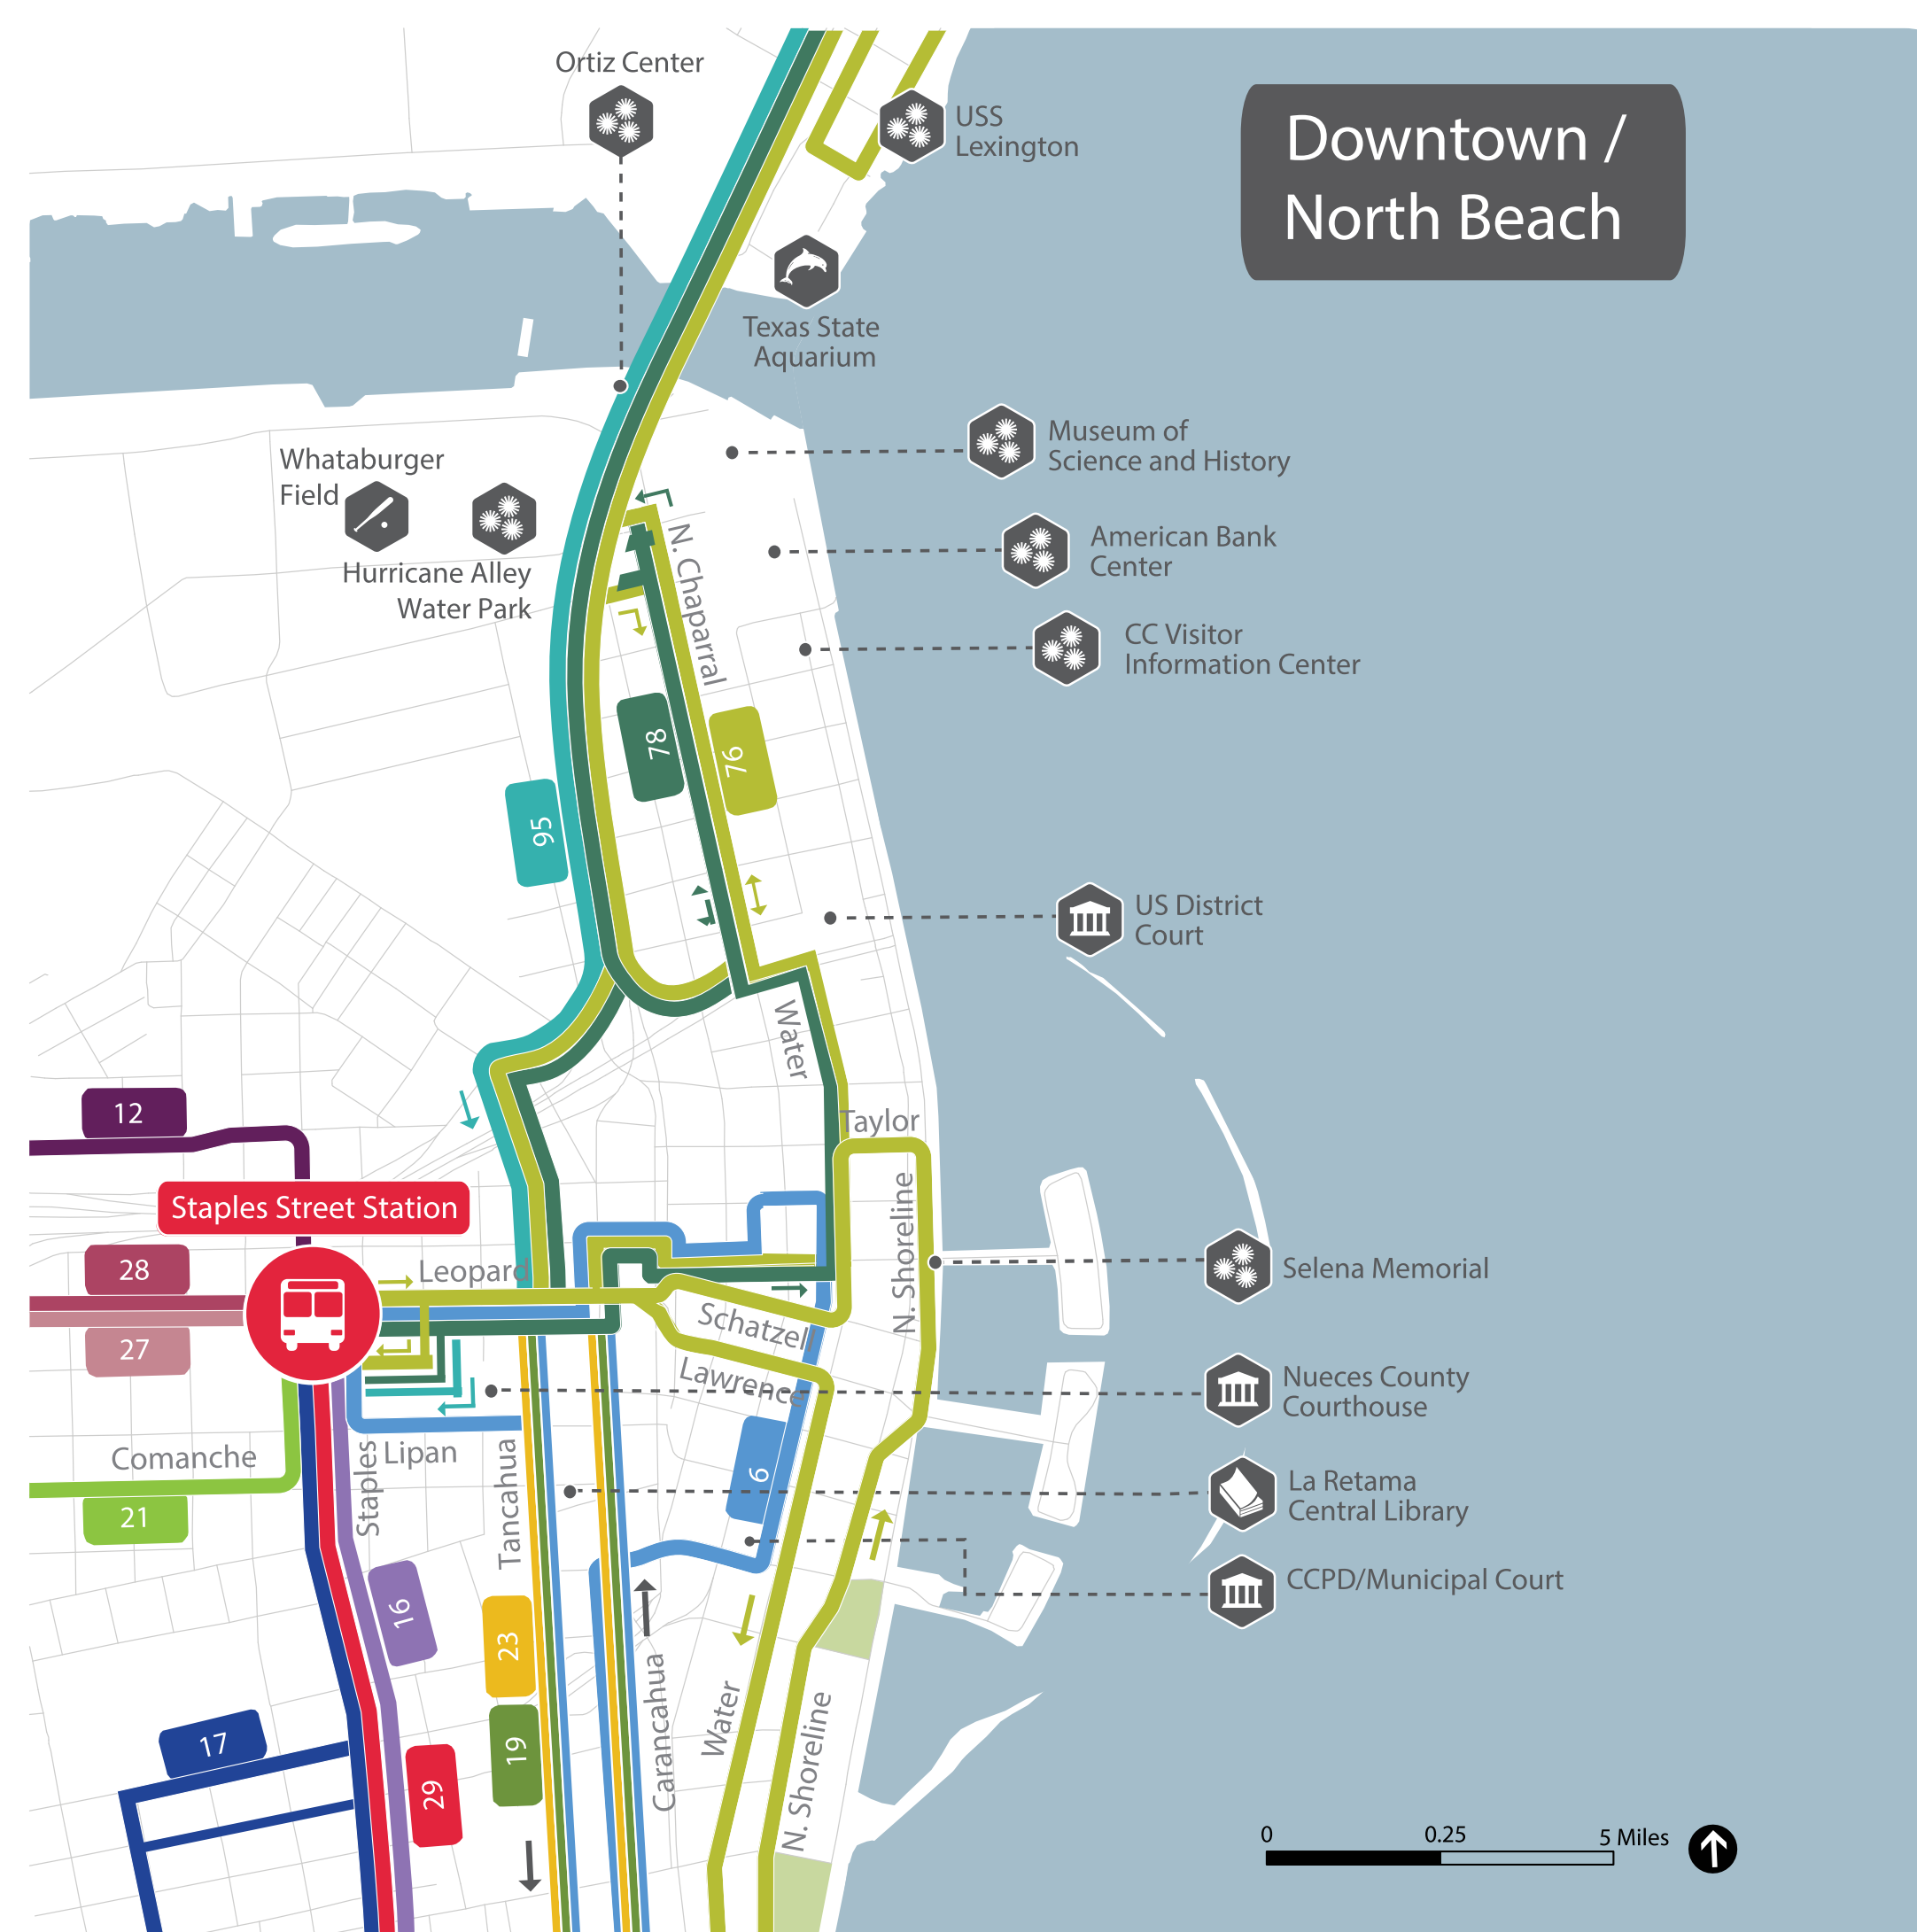 Ortiz Center
USS
Lexington
Downtown /
North Beach
Texas State
Aquarium
Museum of
Science and History
Whataburger
Field
Hurricane Alley
Water Park
N. Chaparral
American Bank
Center
CC Visitor
Information Center
78
76
95
US District
Court
Water
12
Taylor
Staples Street Station
N. Shoreline
28
Leopard
Selena Memorial
27
Schatzel
Lawrence
Nueces County
Courthouse
Comanche
Staples
Lipan
Tancahua
6
La Retama
Central Library
21
CCPD/Municipal Court
16
23
Carancahua
Water
N. Shoreline
17
19
29
0
0.25
5 Miles